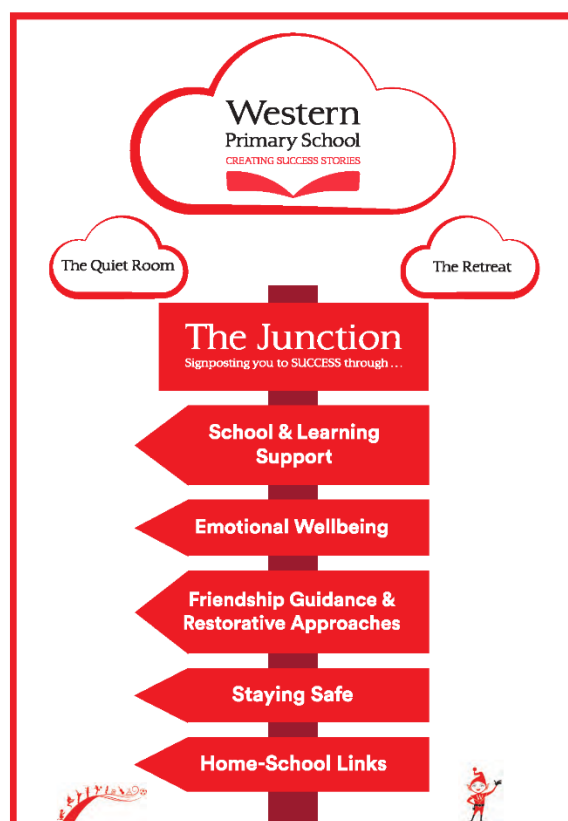 Western
Primary School
CREATING SUCCESS STORIES
The Quiet Room
The Retreat
The Junction
Signposting you to SUCCESS through...
School & Learning
Support
Emotional Wellbeing
Friendship Guidance &
Restorative Approaches
Staying Safe
Home-School Links